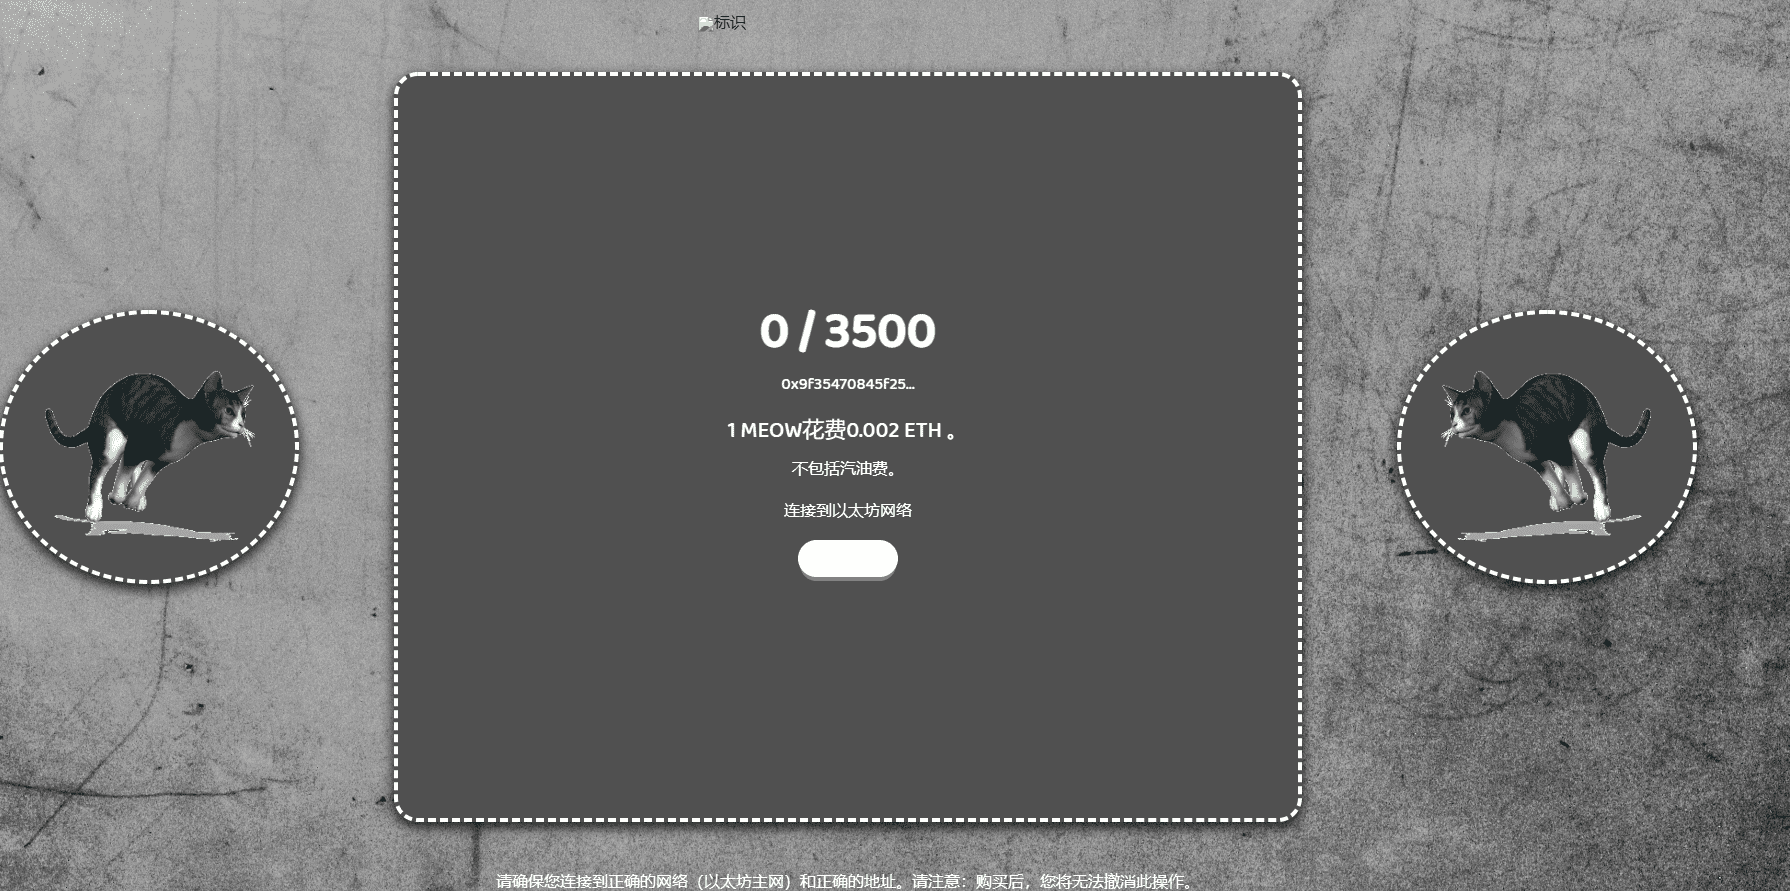 标识
0 / 3500
0x9f35470845f25...
1 MEOW花费0.002 ETH 。
不包括汽油费。
连接到以太坊网络
请确保您连接到正确的网络（以太坊主网）和正确的地址。请注意：购买后，您将无法撤消此操作。